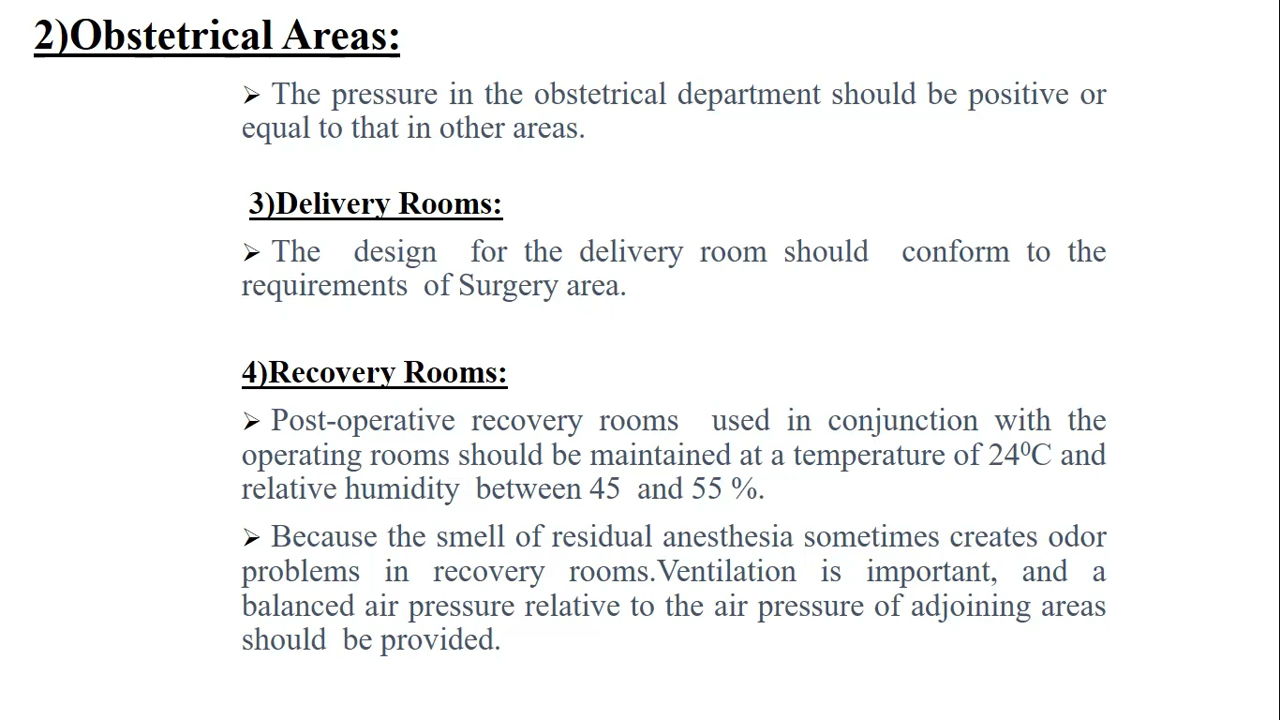 2)Obstetrical Areas:
➢ The pressure in the obstetrical department should be positive or
equal to that in other areas.
3)Delivery Rooms:
➢ The design for the delivery room should conform to the
requirements of Surgery area.
4)Recovery Rooms:
➢ Post-operative recovery rooms used in conjunction with the
operating rooms should be maintained at a temperature of 24⁰C and
relative humidity between 45 and 55 %.
➢ Because the smell of residual anesthesia sometimes creates odor
problems in recovery rooms.Ventilation is important, and a
balanced air pressure relative to the air pressure of adjoining areas
should be provided.